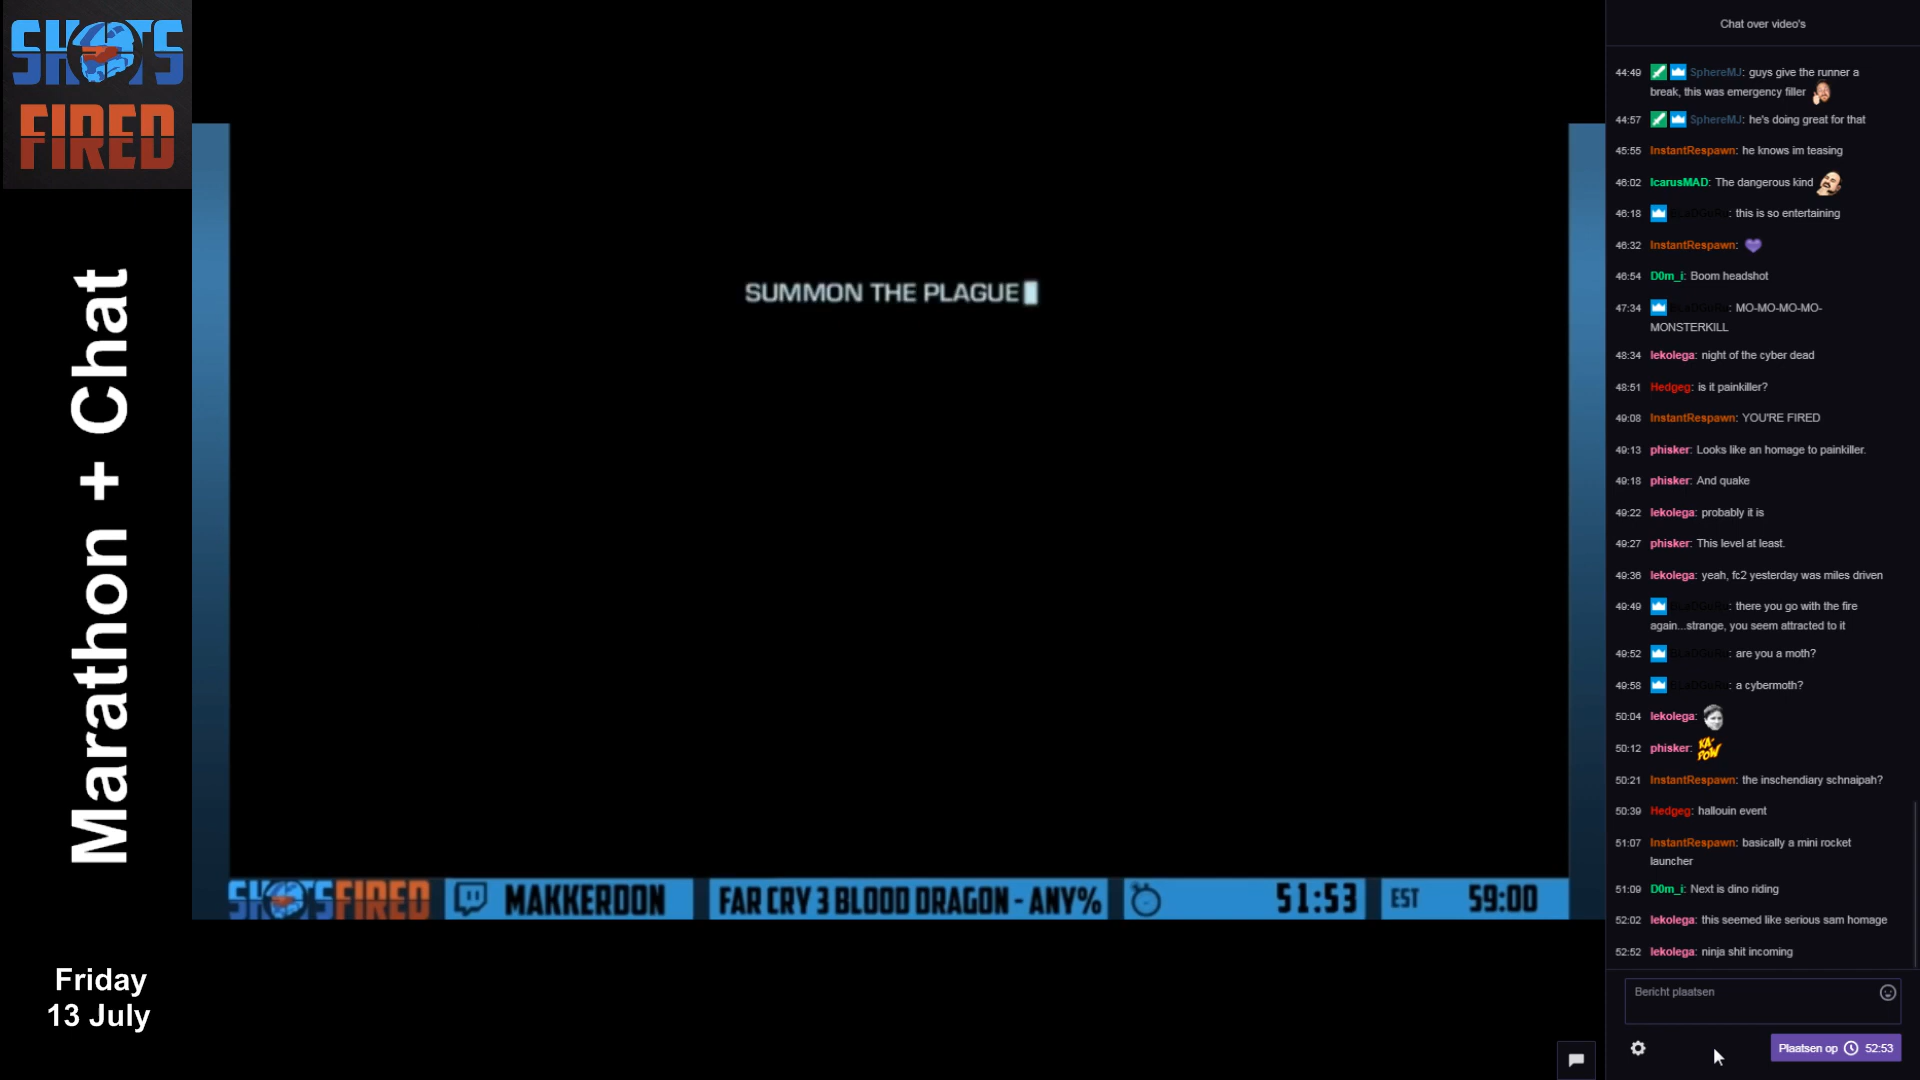 SHOTS
FIRED
Marathon + Chat
Friday
13 July
SUMMON THE PLAGUE
SHOTSFIRED
MAKKERDON
FAR CRY 3 BLOOD DRAGON - ANY%
51:53
EST 59:00
Chat over video's
44:49 SphereMJ: guys give the runner a
break, this was emergency filler
44:57 SphereMJ: he's doing great for that
45:55 InstantRespawn: he knows im teasing
46:02 IcarusMAD: The dangerous kind
46:18 : this is so entertaining
46:32 InstantRespawn:
46:54 D0m_i: Boom headshot
47:34 : MO-MO-MO-MO-
MONSTERKILL
48:34 lekolega: night of the cyber dead
48:51 Hedgeg: is it painkiller?
49:08 InstantRespawn: YOU'RE FIRED
49:13 phisker: Looks like an homage to painkiller.
49:18 phisker: And quake
49:22 lekolega: probably it is
49:27 phisker: This level at least.
49:36 lekolega: yeah, fc2 yesterday was miles driven
49:49 : there you go with the fire
again...strange, you seem attracted to it
49:52 : are you a moth?
49:58 : a cybermoth?
50:04 lekolega:
50:12 phisker: KA-POW
50:21 InstantRespawn: the inschendiary schnaipah?
50:39 Hedgeg: hallouin event
51:07 InstantRespawn: basically a mini rocket
launcher
51:09 D0m_i: Next is dino riding
52:02 lekolega: this seemed like serious sam homage
52:52 lekolega: ninja shit incoming
Bericht plaatsen
Plaatsen op 52:53